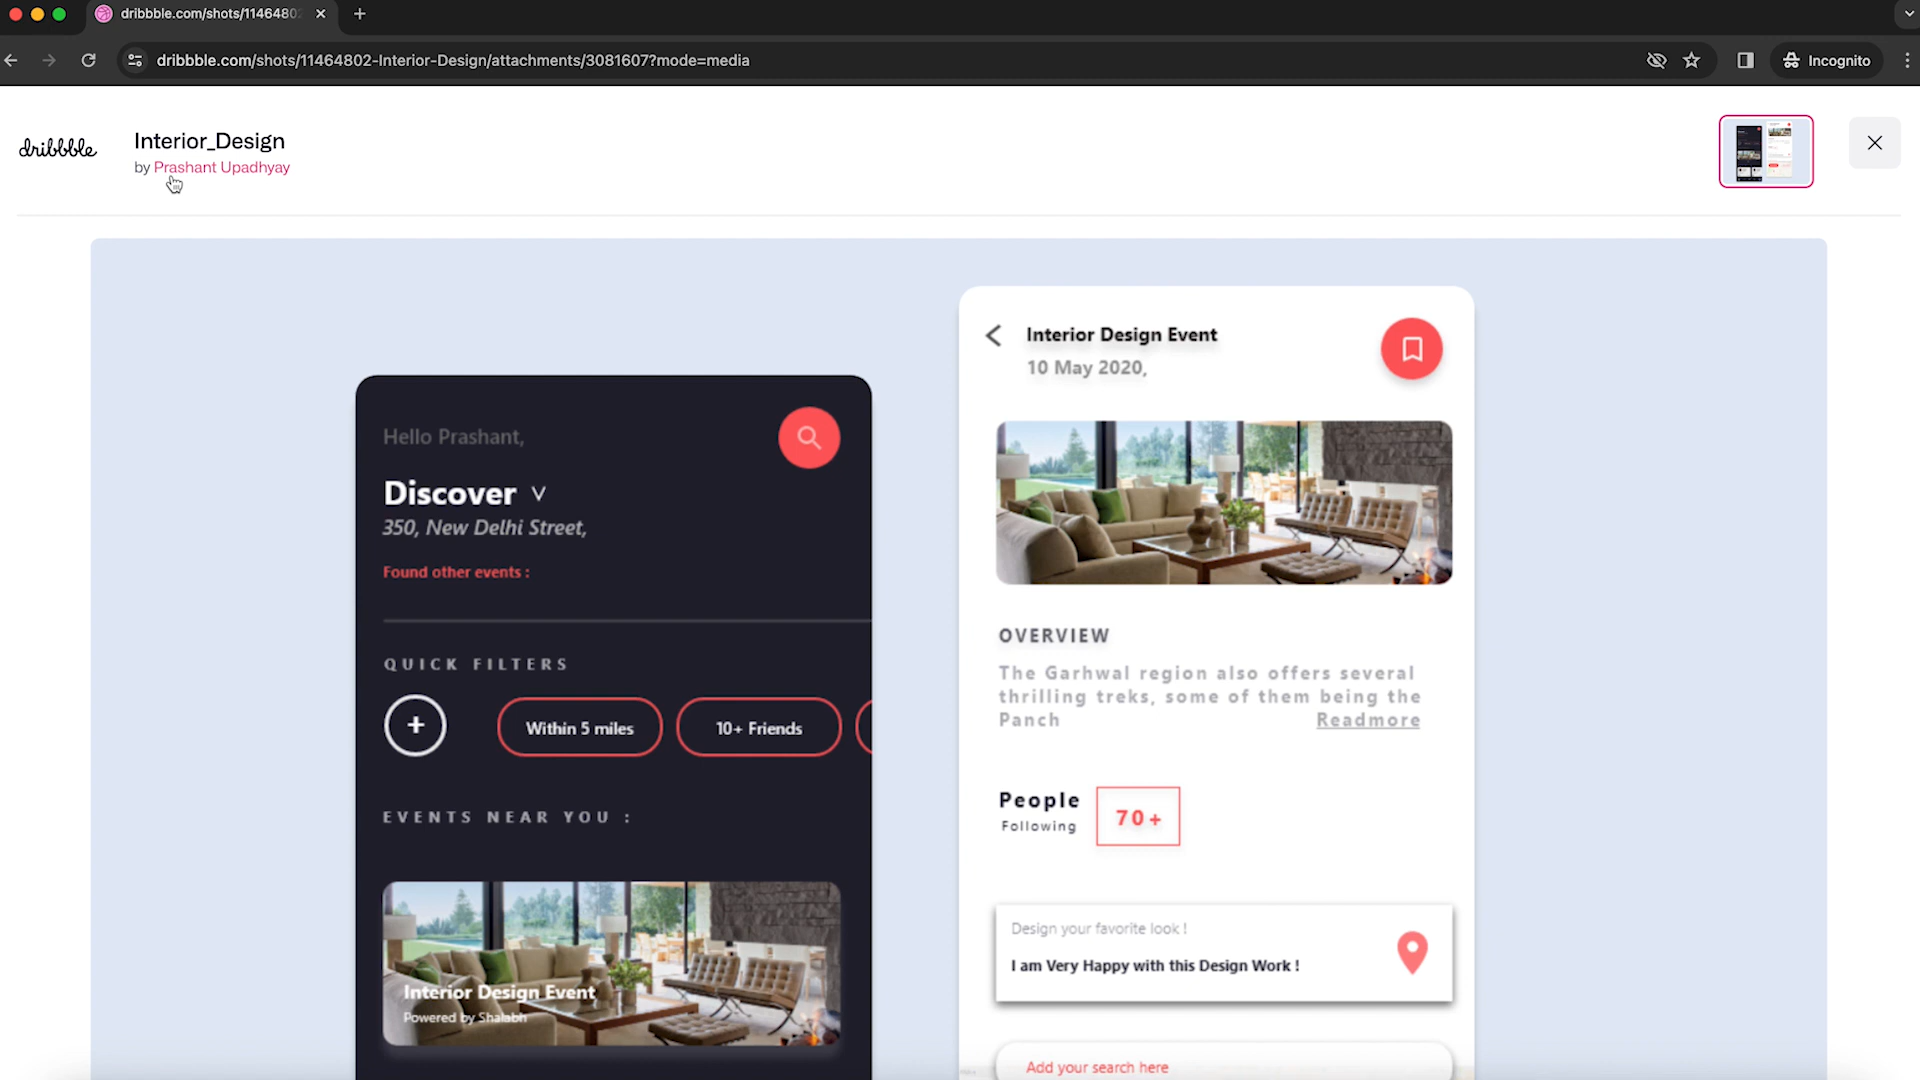 dribbble.com/shots/11464802
dribbble.com/shots/11464802-Interior-Design/attachments/3081607?mode=media
Incognito
dribbble
Interior_Design
by Prashant Upadhyay
Hello Prashant,
Discover
350, New Delhi Street,
Found other events :
QUICK FILTERS
+
Within 5 miles
10+ Friends
EVENTS NEAR YOU :
Interior Design Event
Powered by Shalabh
Interior Design Event
10 May 2020,
OVERVIEW
The Garhwal region also offers several
thrilling treks, some of them being the
Panch Readmore
People
Following
70+
Design your favorite look !
I am Very Happy with this Design Work !
Add your search here